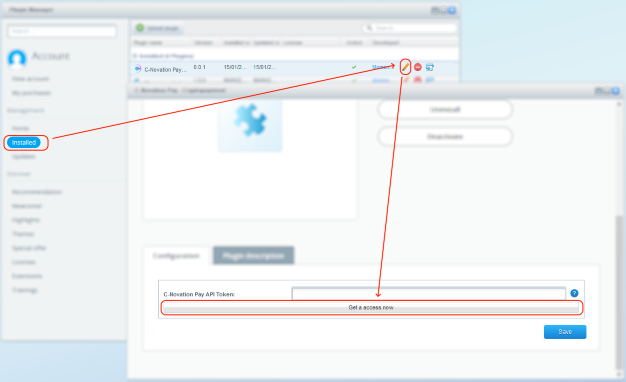 Plugin Manager
Search
Account
View account
My purchases
Management
Home
Installed
Updates
Discover
Recommendations
Newcomer
Highlights
Themes
Special offer
Licenses
Extensions
Trainings
Upload plugin
Search
Plugin name Version Installed Updated License Active Developed
C-Novation Pay... 0.0.1 15/01/2... 15/01/2...
C-Novation Pay - Cryptopayment
Uninstall
Deactivate
Configuration Plugin description
C-Novation Pay API Token:
?
Get a access now
Save